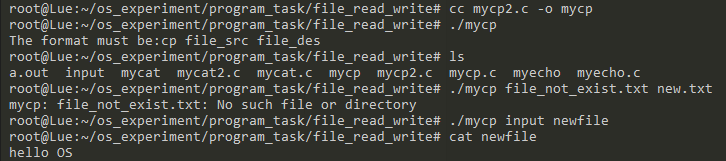 root@Lue:~/os_experiment/program_task/file_read_write# cc mycp2.c -o mycp
root@Lue:~/os_experiment/program_task/file_read_write# ./mycp
The format must be:cp file_src file_des
root@Lue:~/os_experiment/program_task/file_read_write# ls
a.out  input  mycat  mycat2.c  mycat.c  mycp  mycp2.c  mycp.c  myecho  myecho.c
root@Lue:~/os_experiment/program_task/file_read_write# ./mycp file_not_exist.txt new.txt
mycp: file_not_exist.txt: No such file or directory
root@Lue:~/os_experiment/program_task/file_read_write# ./mycp input newfile
root@Lue:~/os_experiment/program_task/file_read_write# cat newfile
hello OS